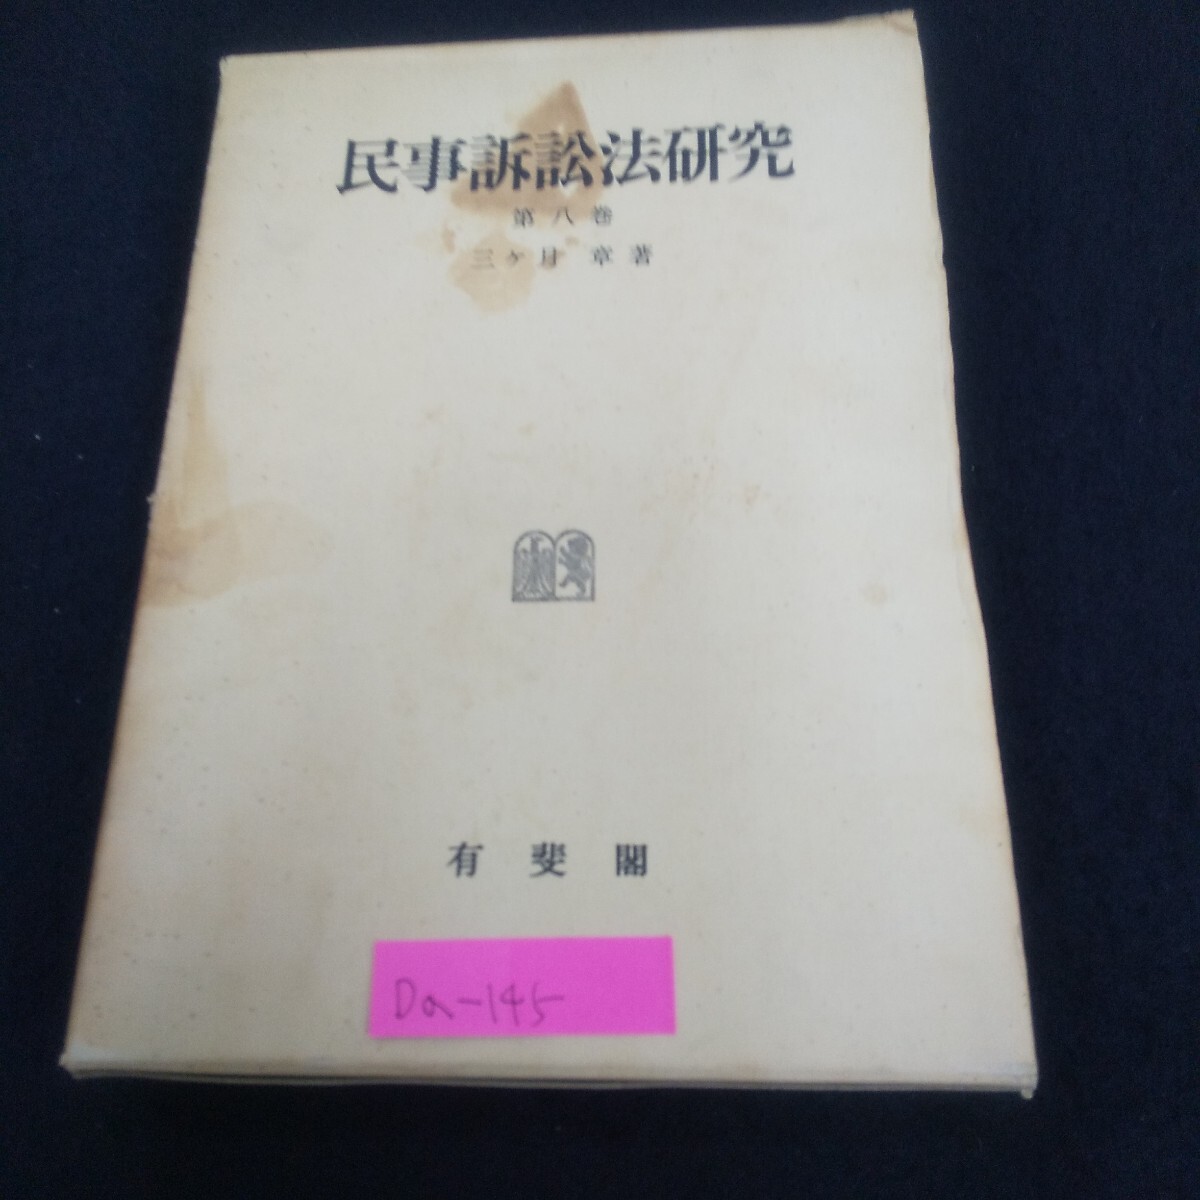 民事訴訟法研究
第八巻
三ヶ月 章著
有斐閣
Da-145